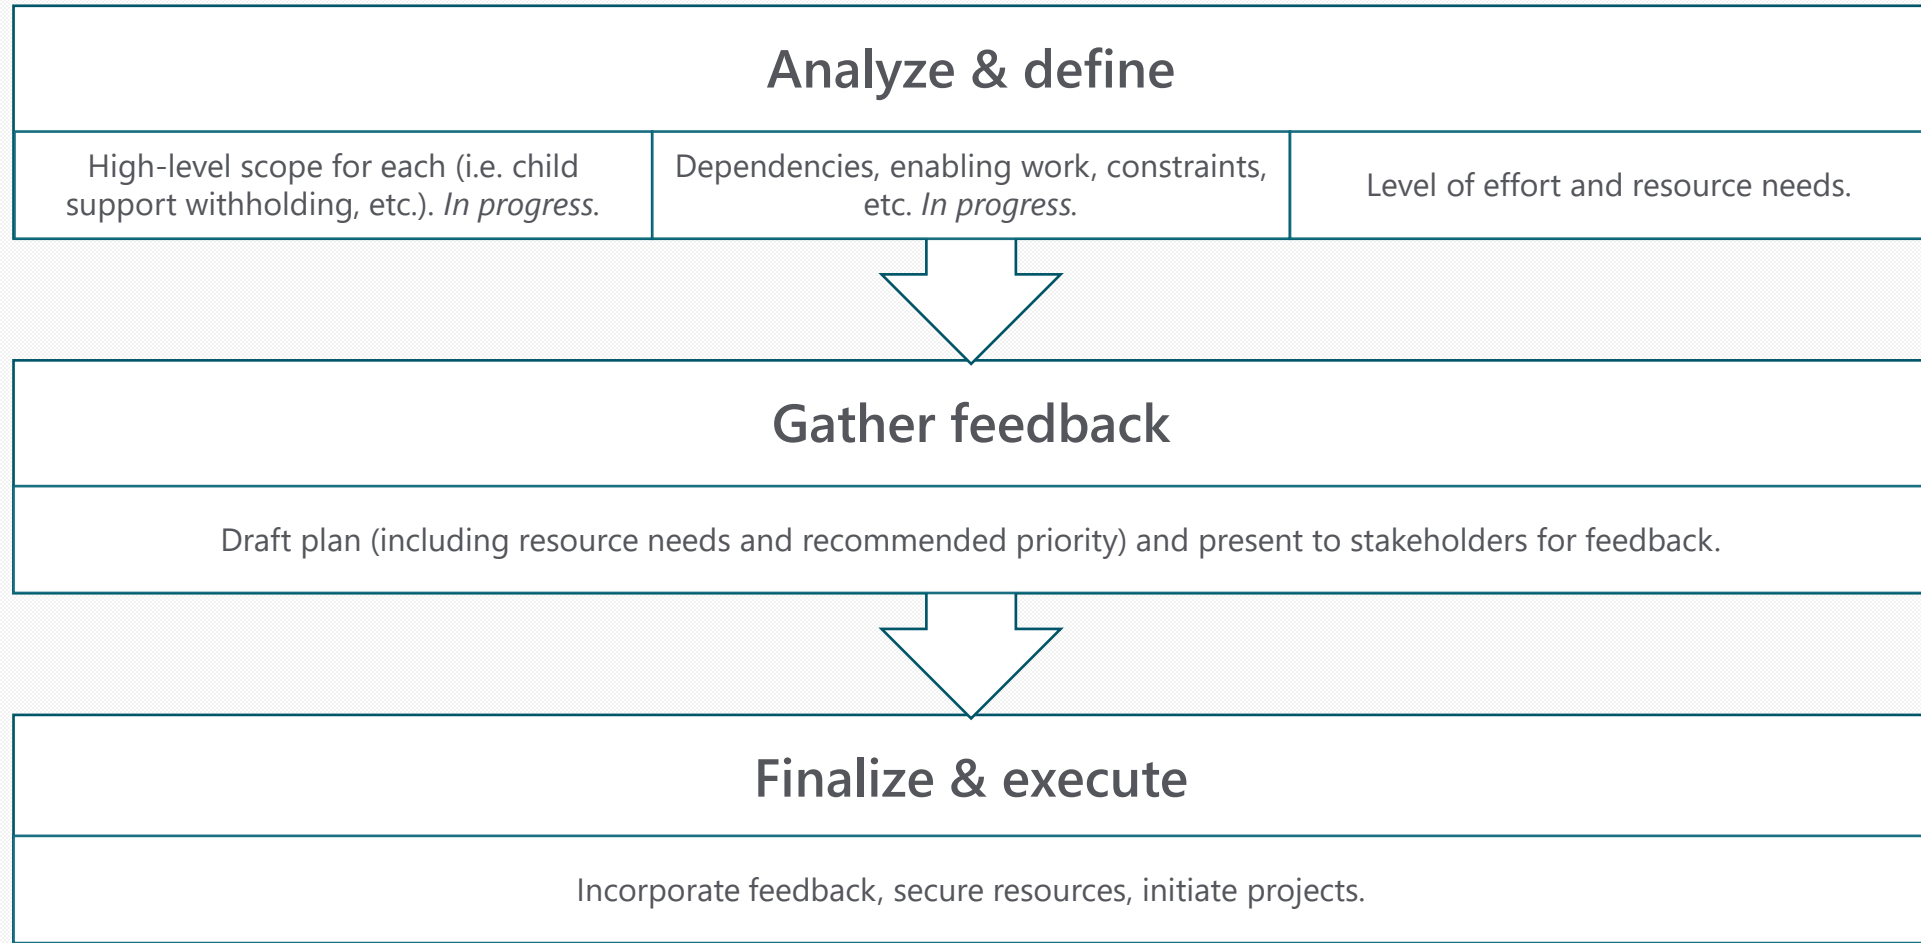 Analyze & define
High-level scope for each (i.e. child
support withholding, etc.). In progress.
Dependencies, enabling work, constraints,
etc. In progress.
Level of effort and resource needs.
Gather feedback
Draft plan (including resource needs and recommended priority) and present to stakeholders for feedback.
Finalize & execute
Incorporate feedback, secure resources, initiate projects.